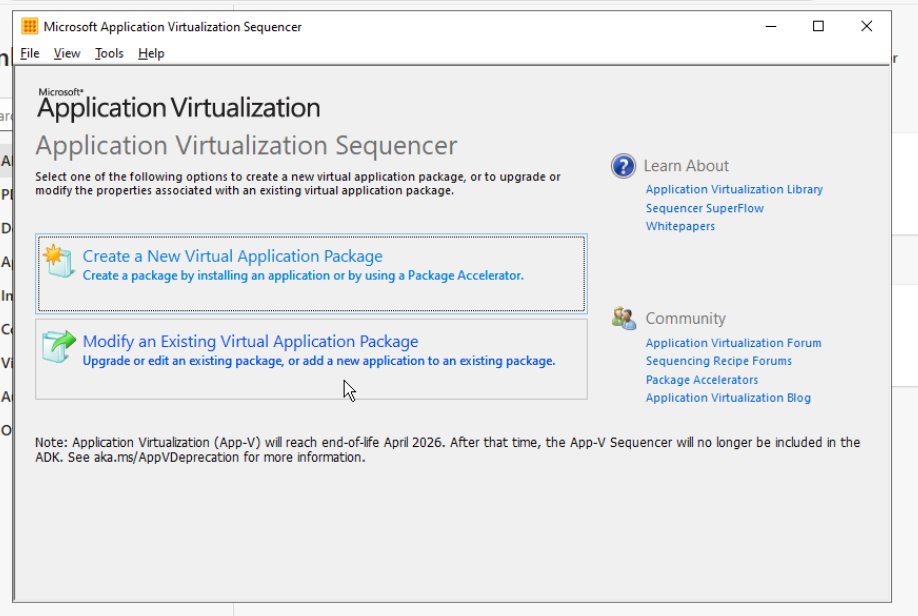 Microsoft Application Virtualization Sequencer
File View Tools Help
Microsoft®
Application Virtualization
Application Virtualization Sequencer
Select one of the following options to create a new virtual application package, or to upgrade or
modify the properties associated with an existing virtual application package.
Create a New Virtual Application Package
Create a package by installing an application or by using a Package Accelerator.
Modify an Existing Virtual Application Package
Upgrade or edit an existing package, or add a new application to an existing package.
Learn About
Application Virtualization Library
Sequencer SuperFlow
Whitepapers
Community
Application Virtualization Forum
Sequencing Recipe Forums
Package Accelerators
Application Virtualization Blog
Note: Application Virtualization (App-V) will reach end-of-life April 2026. After that time, the App-V Sequencer will no longer be included in the
ADK. See aka.ms/AppVDeprecation for more information.